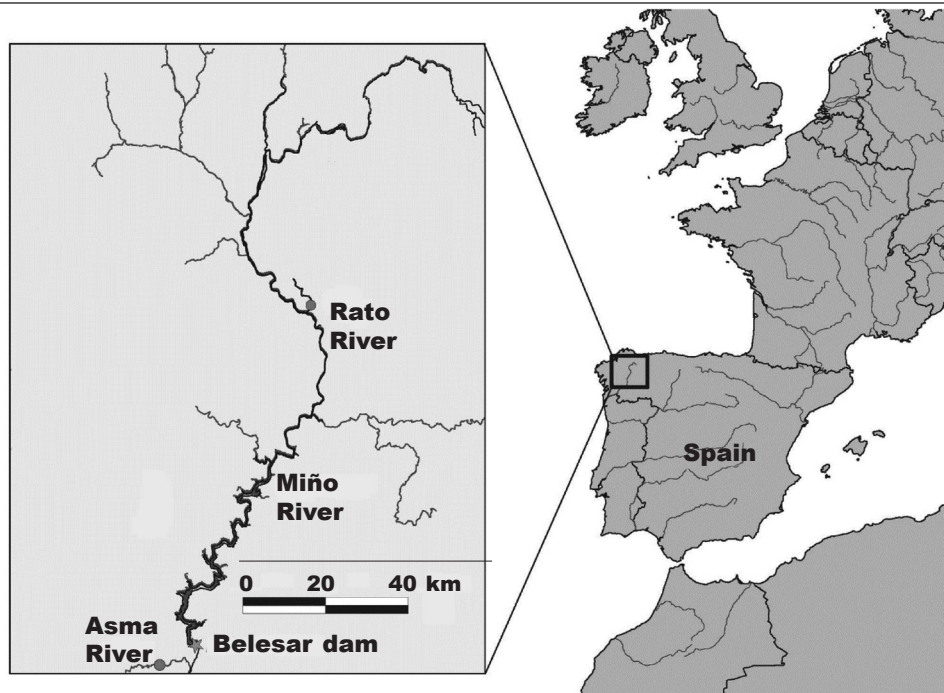 Rato
River
Spain
Miño
River
0 20 40 km
Asma
River
Belesar dam